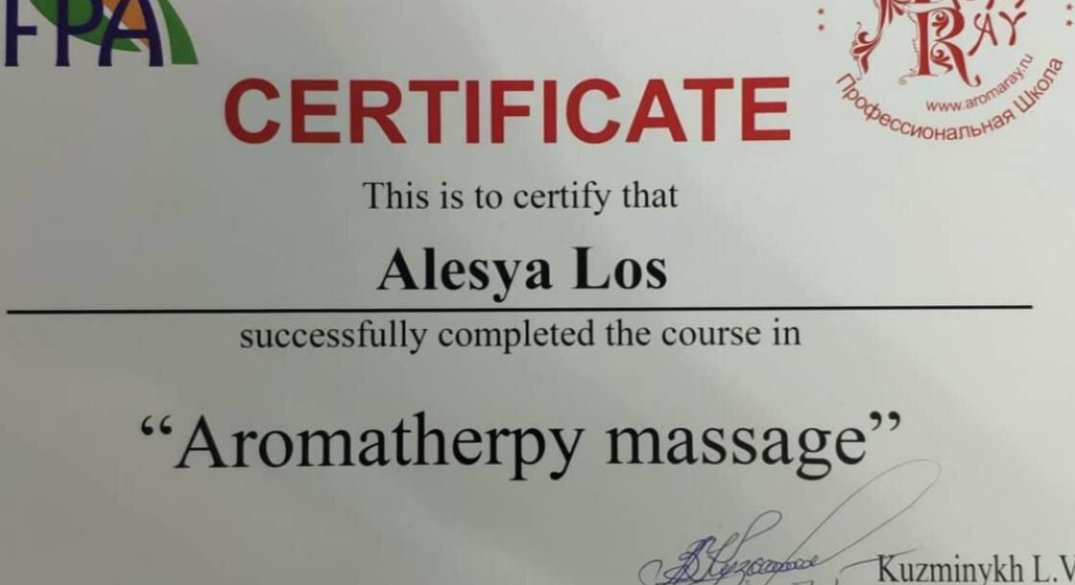 FPA
RAY
www.aromaray.ru
Профессиональная Школа
CERTIFICATE
This is to certify that
Alesya Los
successfully completed the course in
“Aromatherpy massage”
Kuzminykh L.V